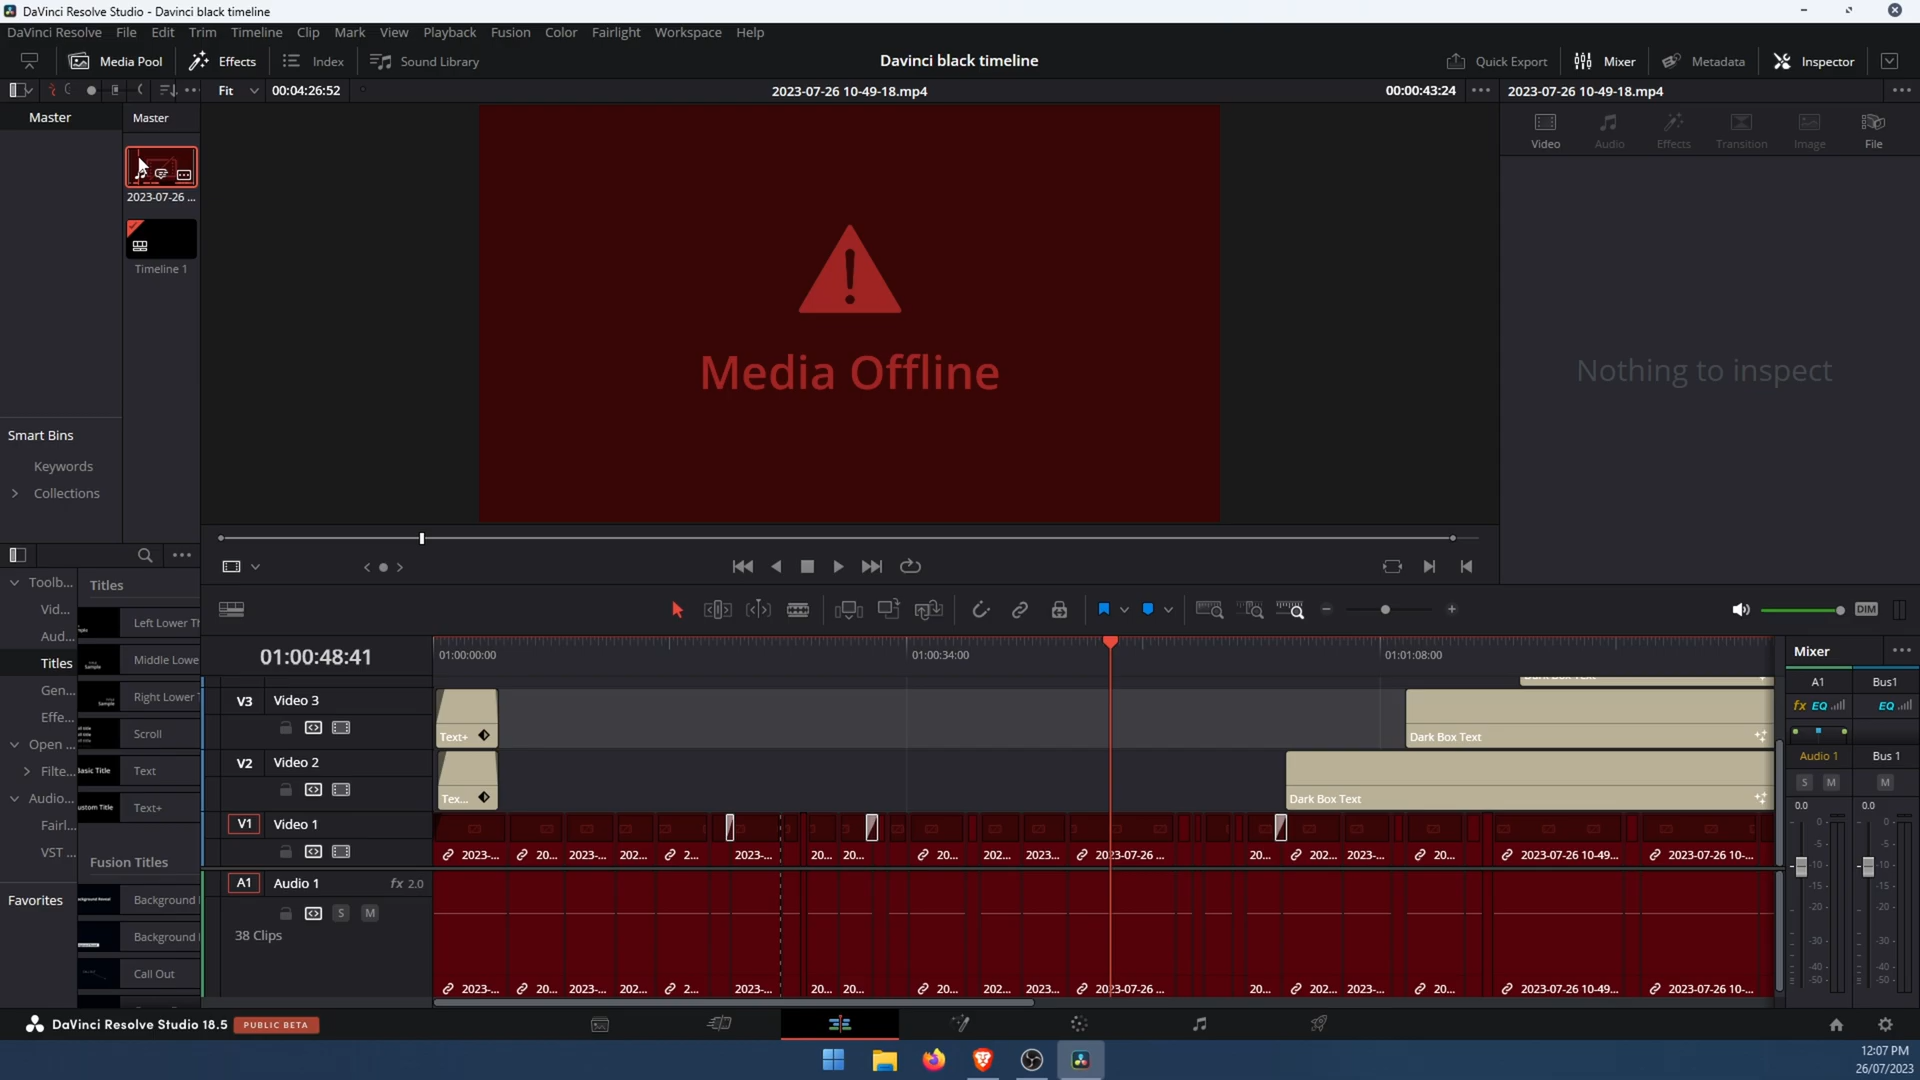 DaVinci Resolve Studio - Davinci black timeline
DaVinci Resolve File Edit Trim Timeline Clip Mark View Playback Fusion Color Fairlight Workspace Help
Media Pool Effects Index Sound Library Davinci black timeline Quick Export Mixer Metadata Inspector
Fit 00:04:26:52 2023-07-26 10-49-18.mp4 00:00:43:24 2023-07-26 10-49-18.mp4
Master Master
Video Audio Effects Transition Image File
2023-07-26 ...
Timeline 1
Media Offline
Nothing to inspect
Smart Bins
Keywords
Collections
Toolb... Titles
Vid... Left Lower Th
Aud... Middle Lowe
Titles Right Lower
Gen...
Effe... Scroll
Open ... Text
Filte...
Audio... Text+
Fairl...
VST ... Fusion Titles
Favorites Background
Background
Call Out
DIM
01:00:48:41 01:00:00:00 01:00:34:00 01:01:08:00
V3 Video 3
Text+ Dark Box Text
V2 Video 2
Tex... Dark Box Text
V1 Video 1
2023-... 20... 2023-... 202... 2... 2023-... 20... 20... 20... 202... 2023... 2023-07-26 ... 20... 202... 2023-... 20... 2023-07-26 10-49... 2023-07-26 10-...
A1 Audio 1 fx 2.0
S M
38 Clips
2023-... 20... 2023-... 202... 2... 2023-... 20... 20... 20... 202... 2023... 2023-07-26 ... 20... 202... 2023-... 20... 2023-07-26 10-49... 2023-07-26 10-...
Mixer
A1 Bus1
fx EQ EQ
Audio 1 Bus 1
S M M
0.0 0.0
0 0
-5 -5
-10 -10
-15 -15
-20 -20
-30 -30
-40 -40
-50 -50
DaVinci Resolve Studio 18.5 PUBLIC BETA
12:07 PM
26/07/2023